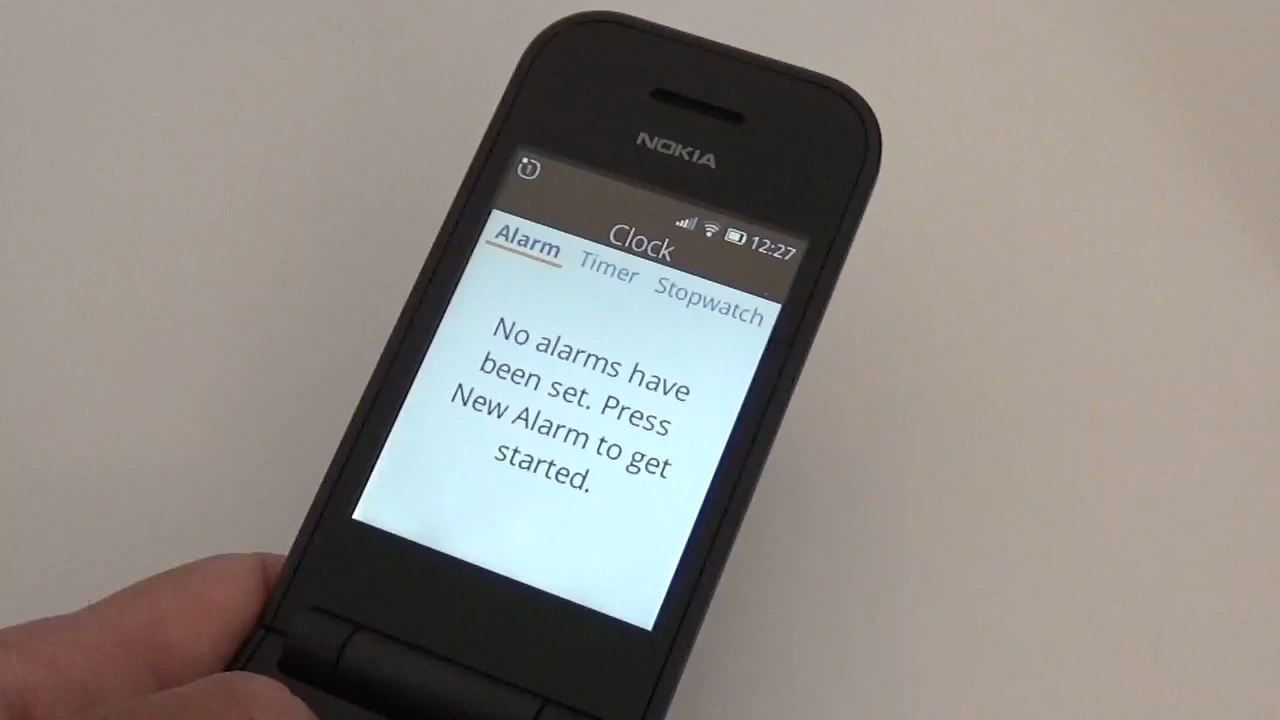 NOKIA
12:27
Clock
Alarm Timer Stopwatch
No alarms have
been set. Press
New Alarm to get
started.